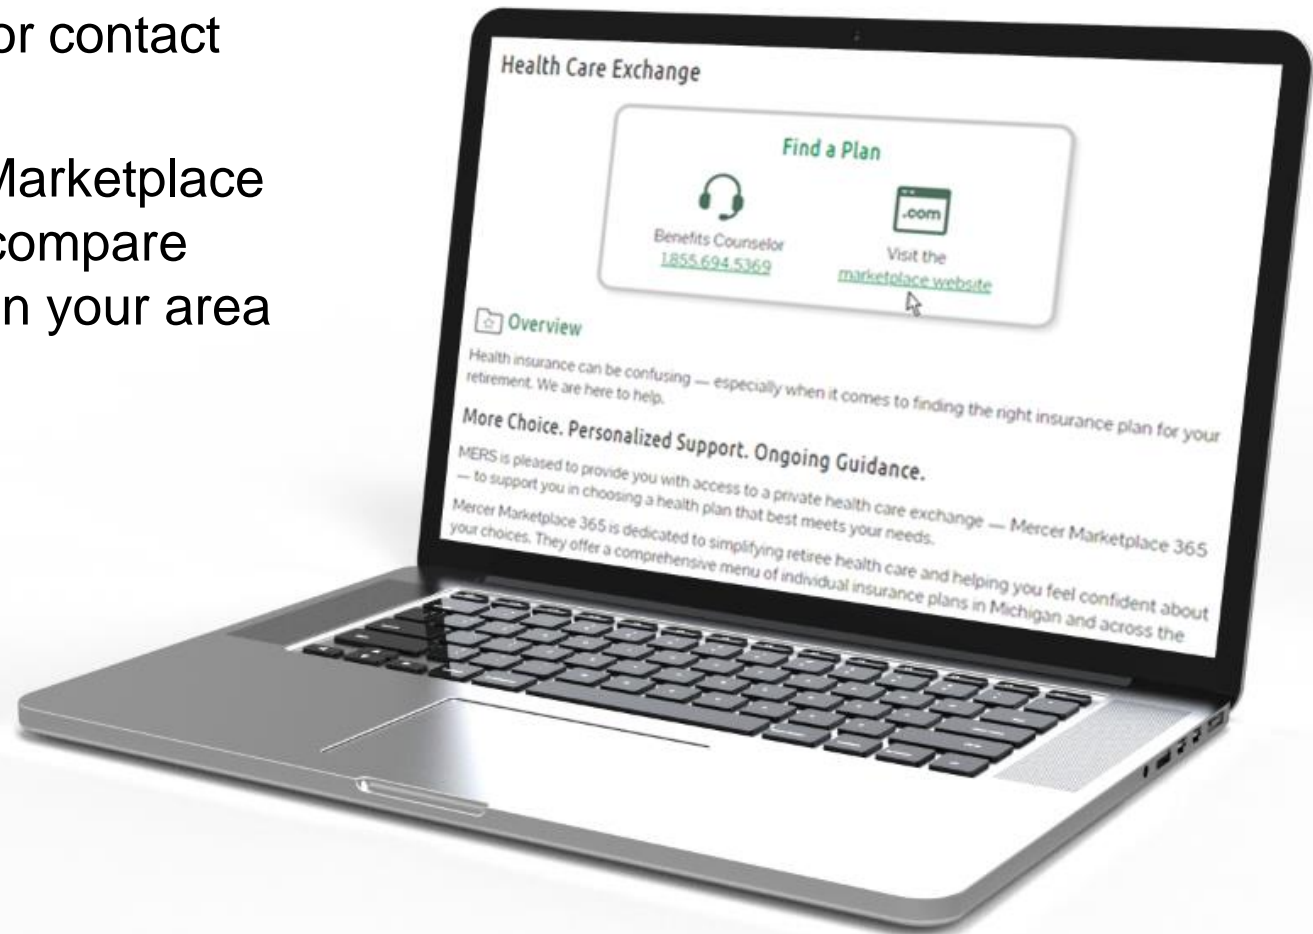 or contact
Marketplace
compare
n your area
Health Care Exchange
Find a Plan
.com
Benefits Counselor
1.855.694.5369
Visit the
marketplace website
Overview
Health insurance can be confusing — especially when it comes to finding the right insurance plan for your
retirement. We are here to help.
More Choice. Personalized Support. Ongoing Guidance.
MERS is pleased to provide you with access to a private health care exchange — Mercer Marketplace 365
— to support you in choosing a health plan that best meets your needs.
Mercer Marketplace 365 is dedicated to simplifying retiree health care and helping you feel confident about
your choices. They offer a comprehensive menu of individual insurance plans in Michigan and across the